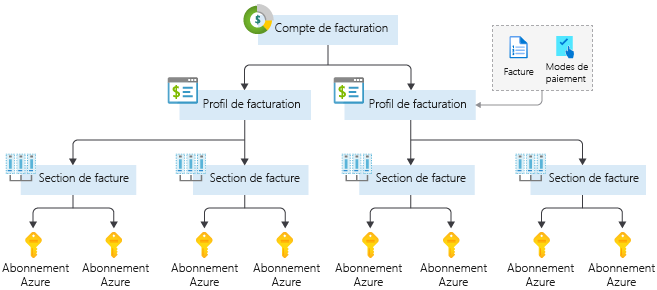 Compte de facturation
Facture
Modes de
paiement
Profil de facturation
Profil de facturation
Section de facture
Section de facture
Section de facture
Section de facture
Abonnement
Azure
Abonnement
Azure
Abonnement
Azure
Abonnement
Azure
Abonnement
Azure
Abonnement
Azure
Abonnement
Azure
Abonnement
Azure